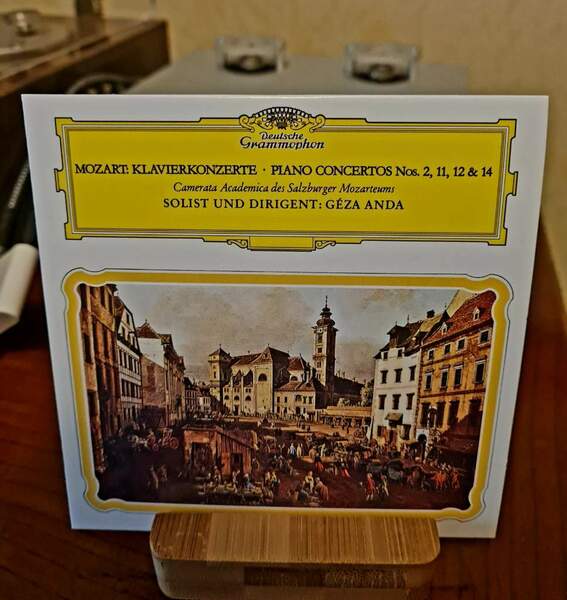 Deutsche
Grammophon
MOZART: KLAVIERKONZERTE · PIANO CONCERTOS Nos. 2, 11, 12 & 14
Camerata Academica des Salzburger Mozarteums
SOLIST UND DIRIGENT: GÉZA ANDA